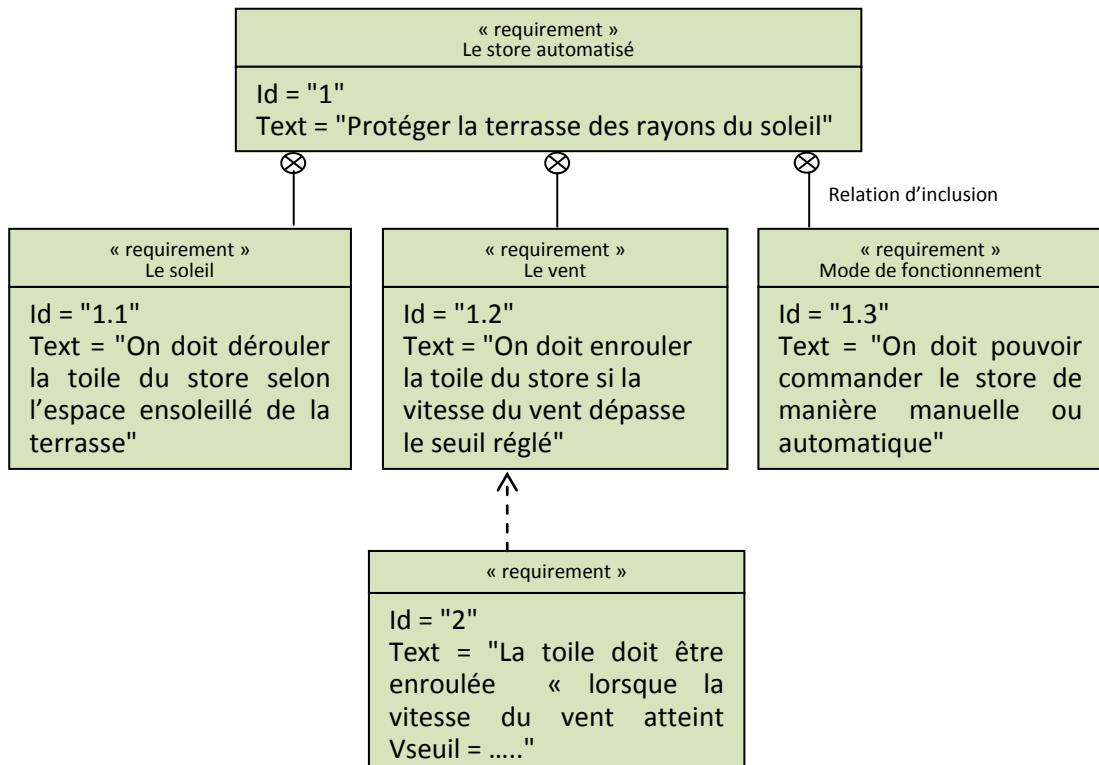 « requirement »
Le store automatisé
Id = "1"
Text = "Protéger la terrasse des rayons du soleil"
Relation d’inclusion
« requirement »
Le soleil
Id = "1.1"
Text = "On doit dérouler
la toile du store selon
l’espace ensoleillé de la
terrasse"
« requirement »
Le vent
Id = "1.2"
Text = "On doit enrouler
la toile du store si la
vitesse du vent dépasse
le seuil réglé"
« requirement »
Mode de fonctionnement
Id = "1.3"
Text = "On doit pouvoir
commander le store de
manière manuelle ou
automatique"
« requirement »
Id = "2"
Text = "La toile doit être
enroulée « lorsque la
vitesse du vent atteint
Vseuil = ….."